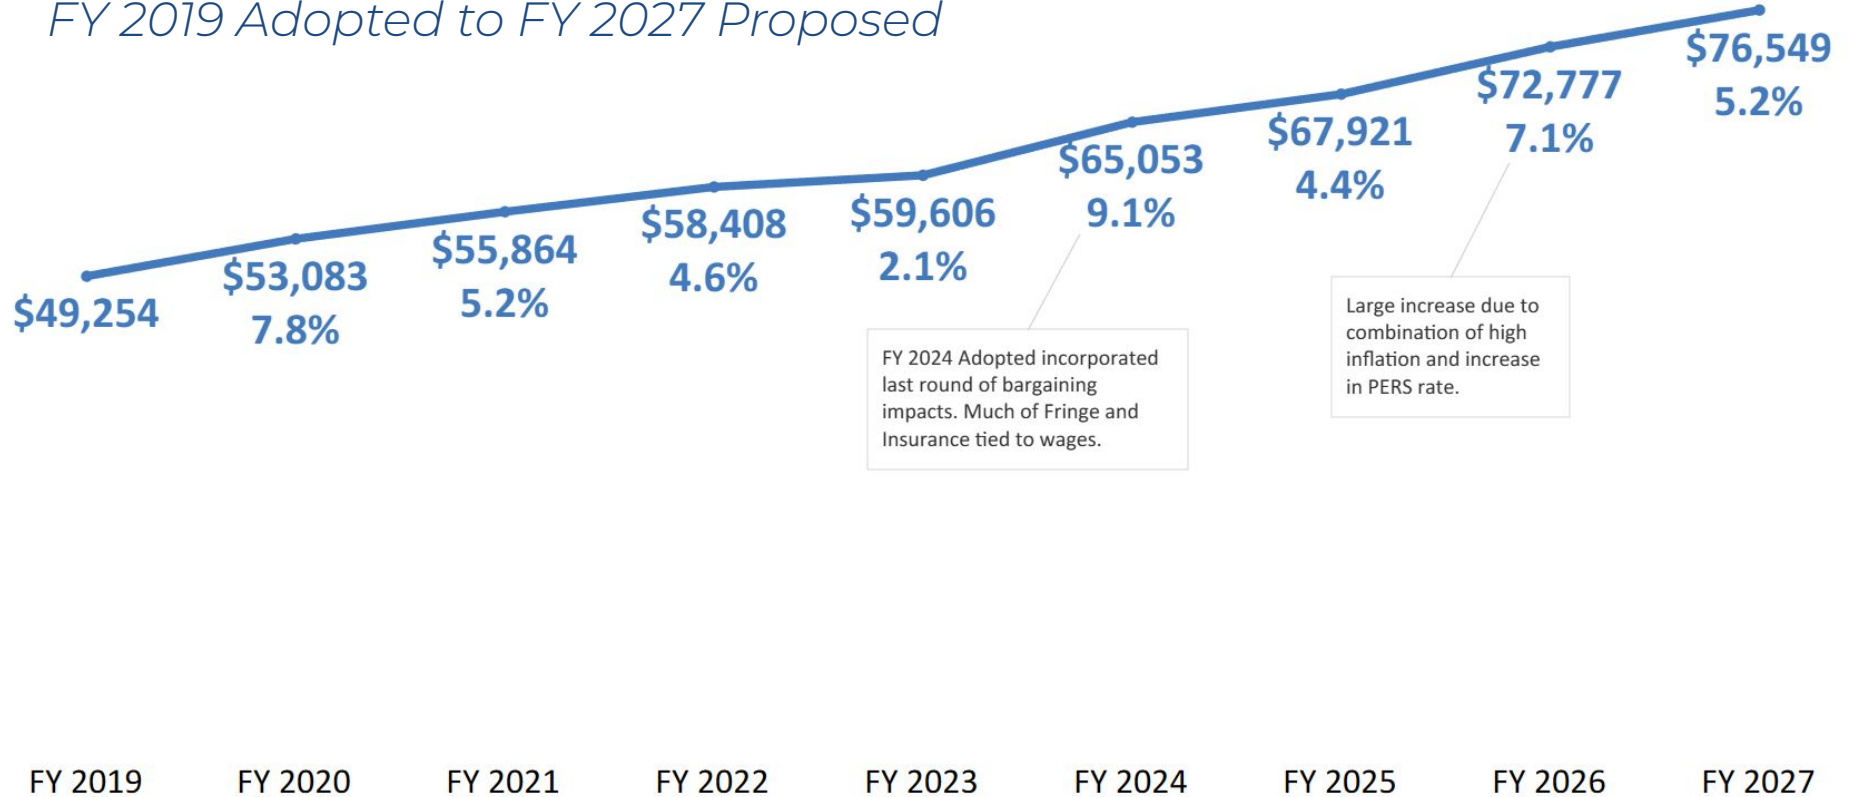 FY 2019 Adopted to FY 2027 Proposed
$49,254
$53,083
7.8%
$55,864
5.2%
$58,408
4.6%
$59,606
2.1%
$65,053
9.1%
$67,921
4.4%
$72,777
7.1%
$76,549
5.2%
FY 2024 Adopted incorporated
last round of bargaining
impacts. Much of Fringe and
Insurance tied to wages.
Large increase due to
combination of high
inflation and increase
in PERS rate.
FY 2019
FY 2020
FY 2021
FY 2022
FY 2023
FY 2024
FY 2025
FY 2026
FY 2027